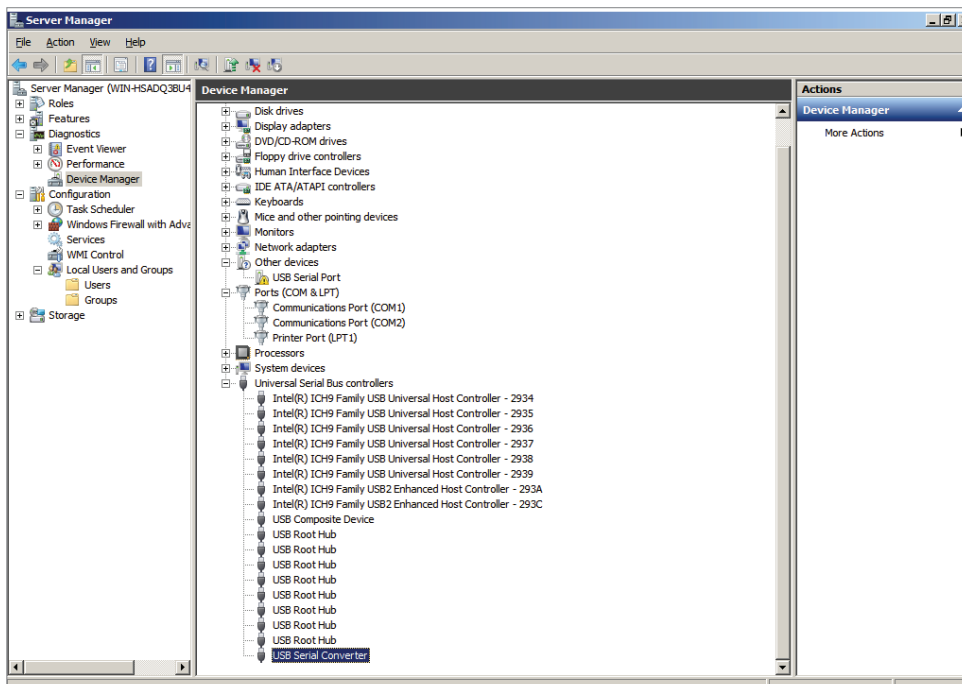 Server Manager
File Action View Help
Server Manager (WIN-HSADQ3BU4
Roles
Features
Diagnostics
Event Viewer
Performance
Device Manager
Configuration
Task Scheduler
Windows Firewall with Adva
Services
WMI Control
Local Users and Groups
Users
Groups
Storage
Device Manager
Disk drives
Display adapters
DVD/CD-ROM drives
Floppy drive controllers
Human Interface Devices
IDE ATA/ATAPI controllers
Keyboards
Mice and other pointing devices
Monitors
Network adapters
Other devices
USB Serial Port
Ports (COM & LPT)
Communications Port (COM1)
Communications Port (COM2)
Printer Port (LPT1)
Processors
System devices
Universal Serial Bus controllers
Intel(R) ICH9 Family USB Universal Host Controller - 2934
Intel(R) ICH9 Family USB Universal Host Controller - 2935
Intel(R) ICH9 Family USB Universal Host Controller - 2936
Intel(R) ICH9 Family USB Universal Host Controller - 2937
Intel(R) ICH9 Family USB Universal Host Controller - 2938
Intel(R) ICH9 Family USB Universal Host Controller - 2939
Intel(R) ICH9 Family USB2 Enhanced Host Controller - 293A
Intel(R) ICH9 Family USB2 Enhanced Host Controller - 293C
USB Composite Device
USB Root Hub
USB Root Hub
USB Root Hub
USB Root Hub
USB Root Hub
USB Root Hub
USB Root Hub
USB Root Hub
USB Serial Converter
Actions
Device Manager
More Actions